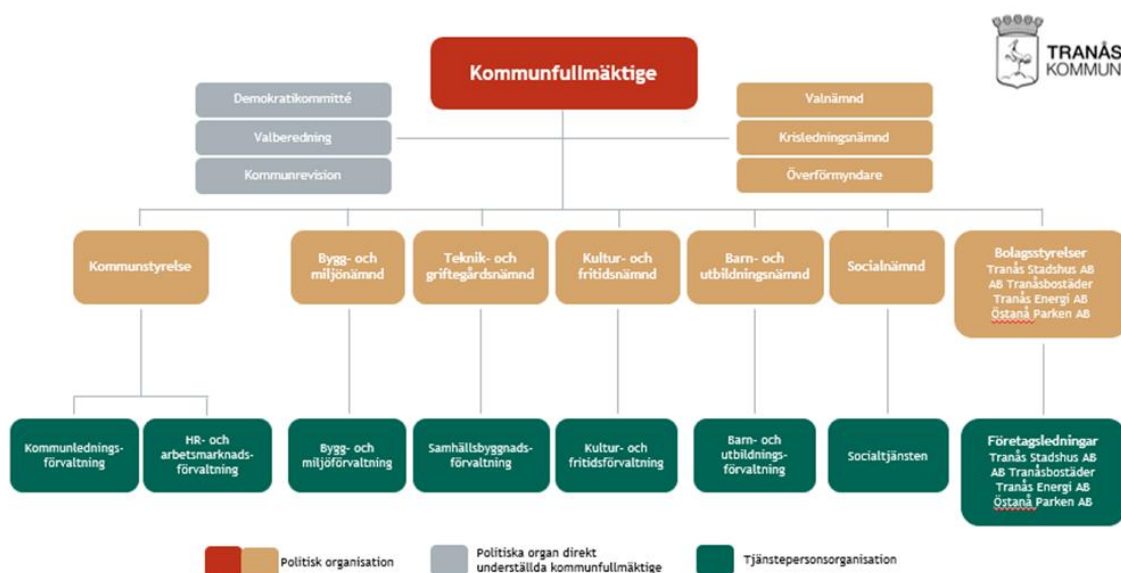 TRANÅS
KOMMUN
Kommunfullmäktige
Demokratikommitté
Valberedning
Kommunrevision
Valnämnd
Krisledningsnämnd
Överförmyndare
Kommunstyrelse
Bygg- och
miljönämnd
Teknik- och
griftegårdsnämnd
Kultur- och
fritidsnämnd
Barn- och
utbildningsnämnd
Socialnämnd
Bolagsstyrelser
Tranås Stadshus AB
AB Tranåsbostäder
Tranås Energi AB
Östanå Parken AB
Kommunlednings-
förvaltning
HR- och
arbetsmarknads-
förvaltning
Bygg- och
miljöförvaltning
Samhällsbyggnads-
förvaltning
Kultur- och
fritidsförvaltning
Barn- och
utbildnings-
förvaltning
Socialtjänsten
Företagsledningar
Tranås Stadshus AB
AB Tranåsbostäder
Tranås Energi AB
Östanå Parken AB
Politisk organisation
Politiska organ direkt
underställda kommunfullmäktige
Tjänstepersonsorganisation